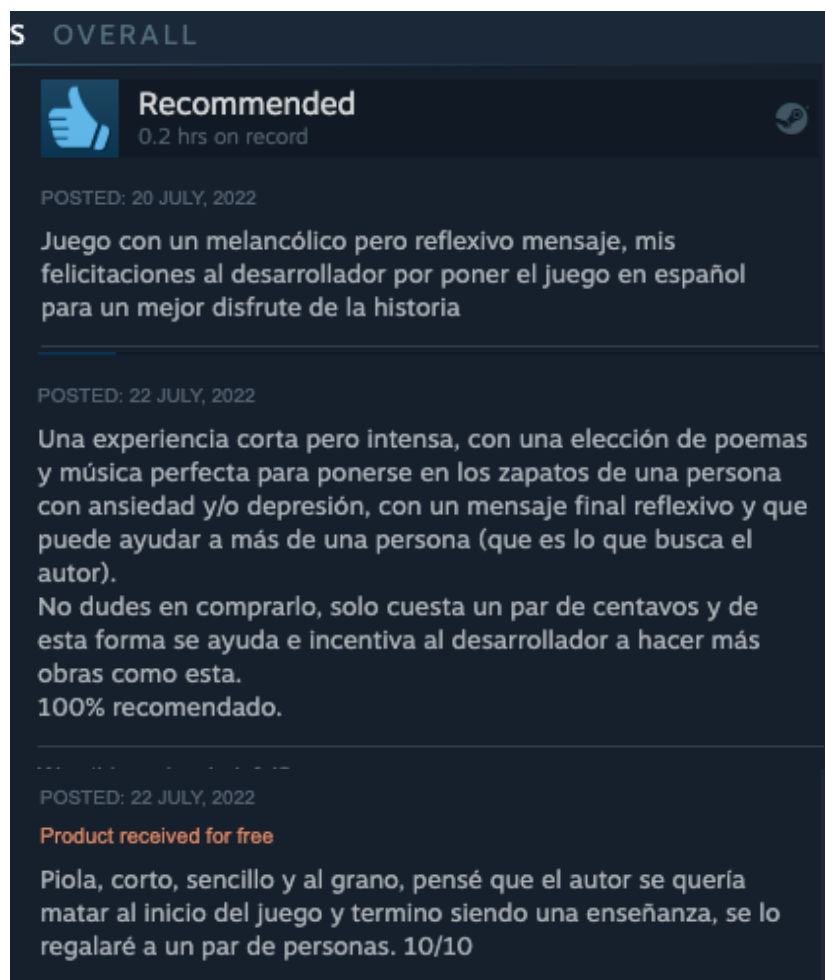 S OVERALL
Recommended
0.2 hrs on record
POSTED: 20 JULY, 2022
Juego con un melancólico pero reflexivo mensaje, mis
felicitaciones al desarrollador por poner el juego en español
para un mejor disfrute de la historia
POSTED: 22 JULY, 2022
Una experiencia corta pero intensa, con una elección de poemas
y música perfecta para ponerse en los zapatos de una persona
con ansiedad y/o depresión, con un mensaje final reflexivo y que
puede ayudar a más de una persona (que es lo que busca el
autor).
No dudes en comprarlo, solo cuesta un par de centavos y de
esta forma se ayuda e incentiva al desarrollador a hacer más
obras como esta.
100% recomendado.
POSTED: 22 JULY, 2022
Product received for free
Piola, corto, sencillo y al grano, pensé que el autor se quería
matar al inicio del juego y termino siendo una enseñanza, se lo
regalaré a un par de personas. 10/10